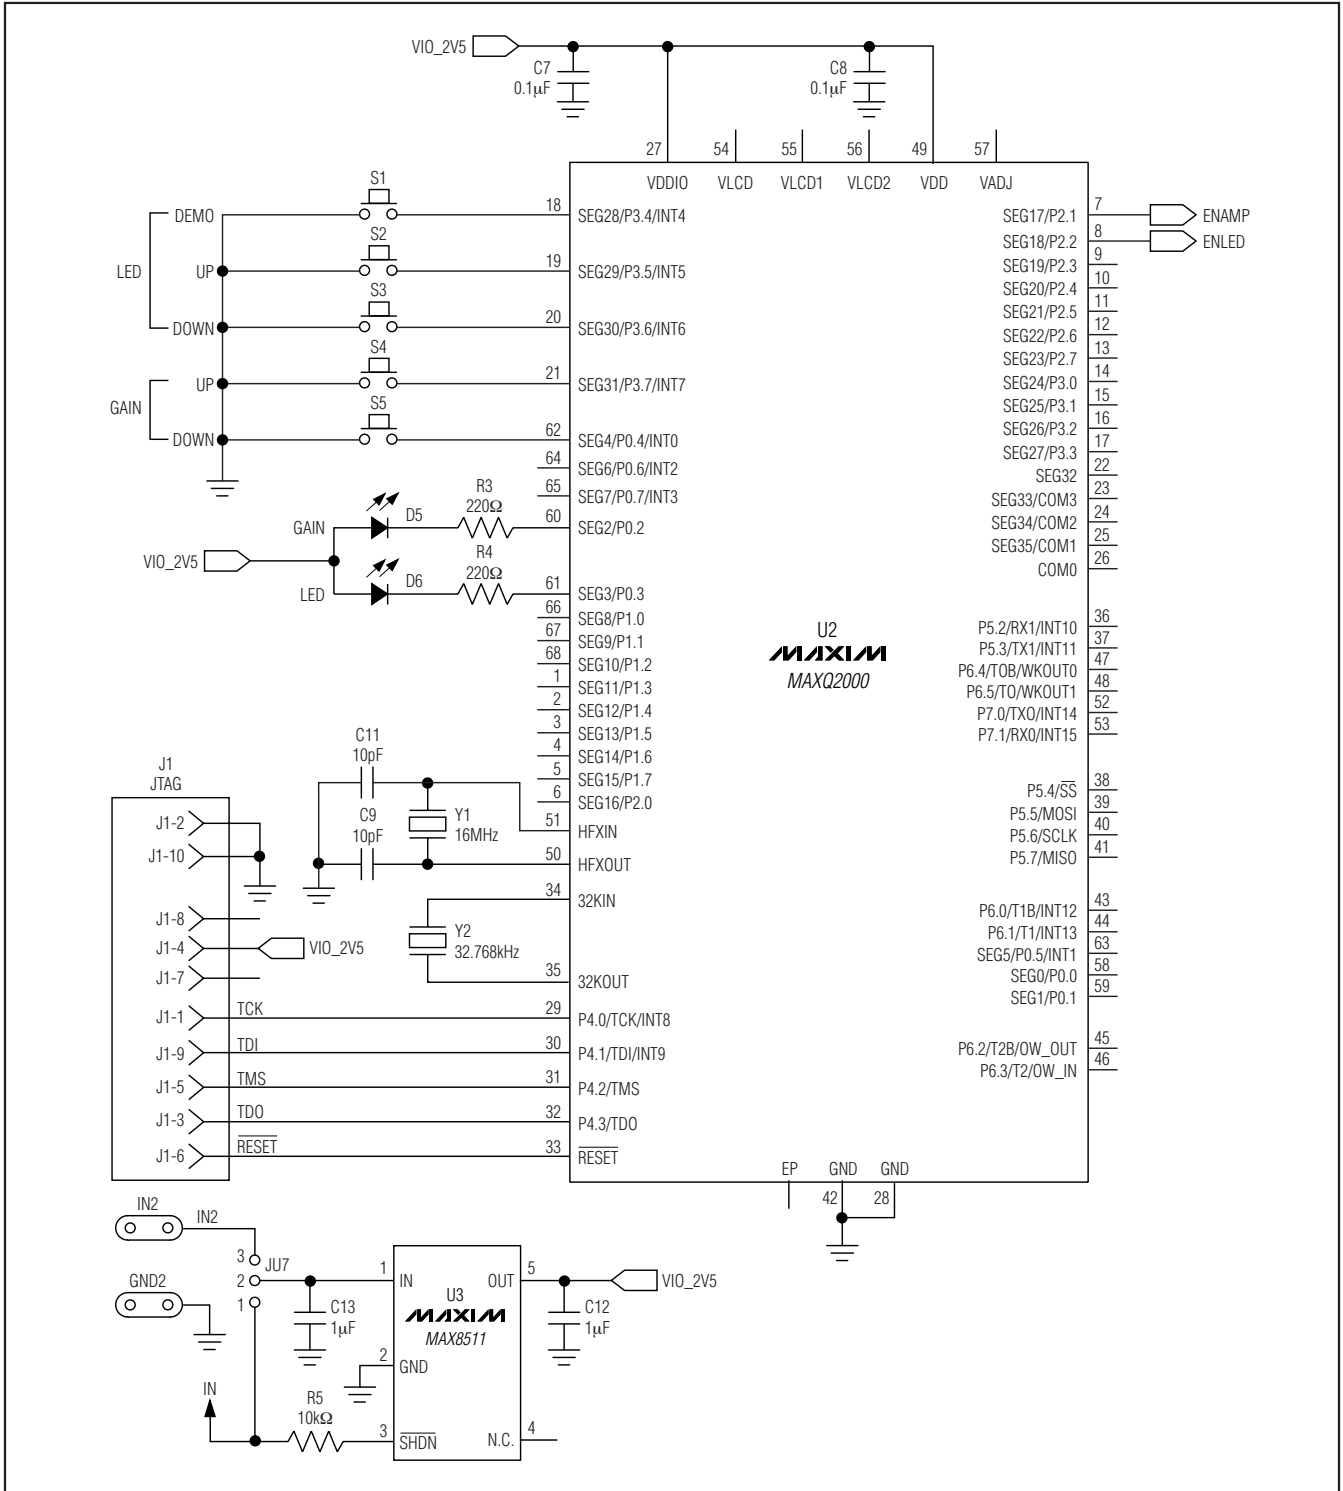 VIO_2V5
C7
0.1µF
C8
0.1µF
27
54
55
56
49
57
VDDIO
VLCD
VLCD1
VLCD2
VDD
VADJ
LED
DEMO
S1
18
SEG28/P3.4/INT4
UP
S2
19
SEG29/P3.5/INT5
DOWN
S3
20
SEG30/P3.6/INT6
GAIN
UP
S4
21
SEG31/P3.7/INT7
DOWN
S5
62
SEG4/P0.4/INT0
64
SEG6/P0.6/INT2
65
SEG7/P0.7/INT3
VIO_2V5
GAIN
D5
R3
220Ω
60
SEG2/P0.2
LED
D6
R4
220Ω
61
SEG3/P0.3
66
SEG8/P1.0
67
SEG9/P1.1
68
SEG10/P1.2
1
SEG11/P1.3
2
SEG12/P1.4
3
SEG13/P1.5
4
SEG14/P1.6
5
SEG15/P1.7
6
SEG16/P2.0
C11
10pF
C9
10pF
Y1
16MHz
51
HFXIN
50
HFXOUT
34
32KIN
Y2
32.768kHz
35
32KOUT
J1
JTAG
J1-2
J1-10
J1-8
J1-4
VIO_2V5
J1-7
J1-1
TCK
29
P4.0/TCK/INT8
J1-9
TDI
30
P4.1/TDI/INT9
J1-5
TMS
31
P4.2/TMS
J1-3
TDO
32
P4.3/TDO
J1-6
RESET
33
RESET
U2
MAXIM
MAXQ2000
SEG17/P2.1
7
ENAMP
SEG18/P2.2
8
ENLED
SEG19/P2.3
9
SEG20/P2.4
10
SEG21/P2.5
11
SEG22/P2.6
12
SEG23/P2.7
13
SEG24/P3.0
14
SEG25/P3.1
15
SEG26/P3.2
16
SEG27/P3.3
17
SEG32
22
SEG33/COM3
23
SEG34/COM2
24
SEG35/COM1
25
COM0
26
P5.2/RX1/INT10
36
P5.3/TX1/INT11
37
P6.4/TOB/WKOUT0
47
P6.5/TO/WKOUT1
48
P7.0/TXO/INT14
52
P7.1/RX0/INT15
53
P5.4/SS
38
P5.5/MOSI
39
P5.6/SCLK
40
P5.7/MISO
41
P6.0/T1B/INT12
43
P6.1/T1/INT13
44
SEG5/P0.5/INT1
63
SEG0/P0.0
58
SEG1/P0.1
59
P6.2/T2B/OW_OUT
45
P6.3/T2/OW_IN
46
EP
GND
GND
42
28
IN2
IN2
GND2
3
JU7
2
1
C13
1µF
IN
R5
10kΩ
1
IN
OUT
5
U3
MAXIM
MAX8511
2
GND
3
SHDN
N.C.
4
C12
1µF
VIO_2V5